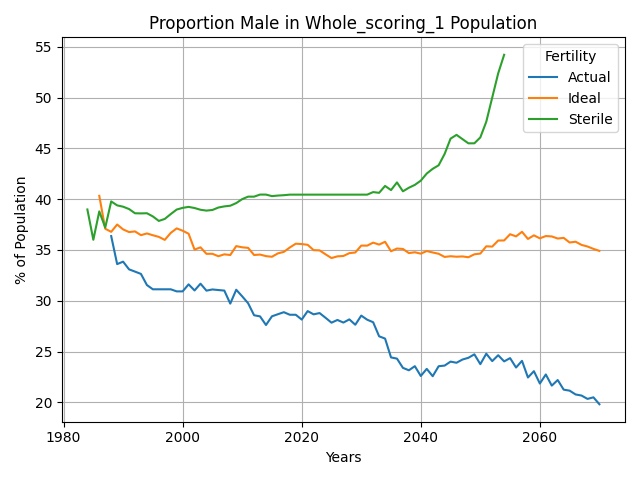 Proportion Male in Whole_scoring_1 Population
% of Population
55
50
45
40
35
30
25
20
1980
2000
2020
2040
2060
Years
Fertility
Actual
Ideal
Sterile